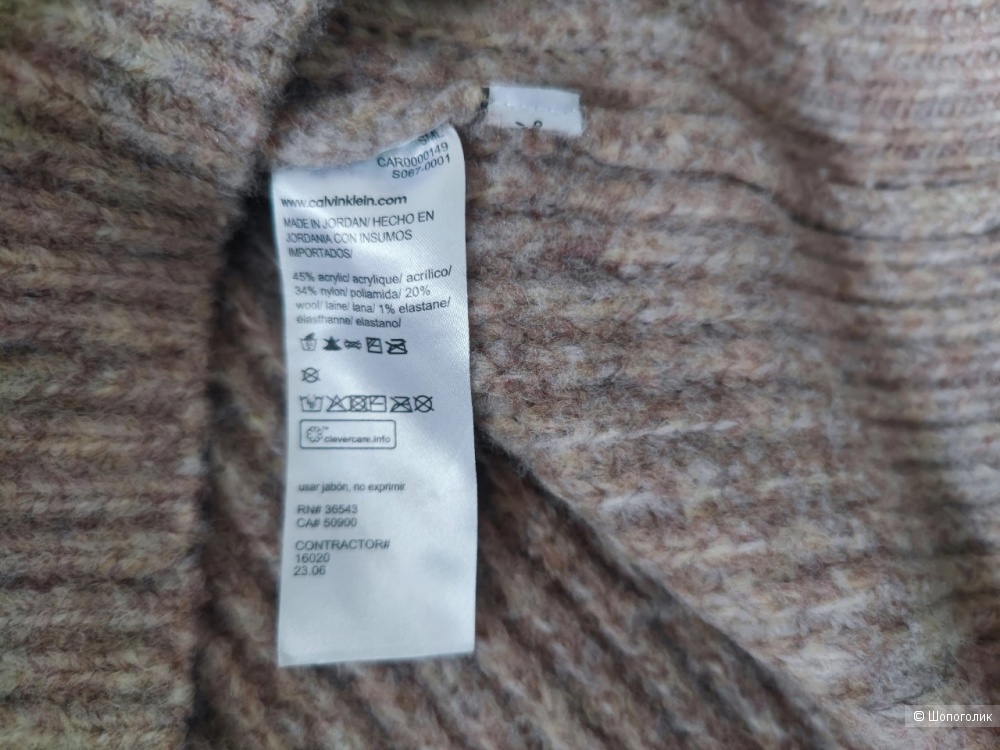 SML
CAR0000149
S067-0001
www.calvinklein.com
MADE IN JORDAN/ HECHO EN
JORDANIA CON INSUMOS
IMPORTADOS/
45% acrylic/ acrylique/ acrílico/
34% nylon/ poliamida/ 20%
wool/ laine/ lana/ 1% elastane/
élasthanne/ elastano/
clevercare.info
usar jabón, no exprimir
RN# 36543
CA# 50900
CONTRACTOR#
16020
23.06
© Шопоголик